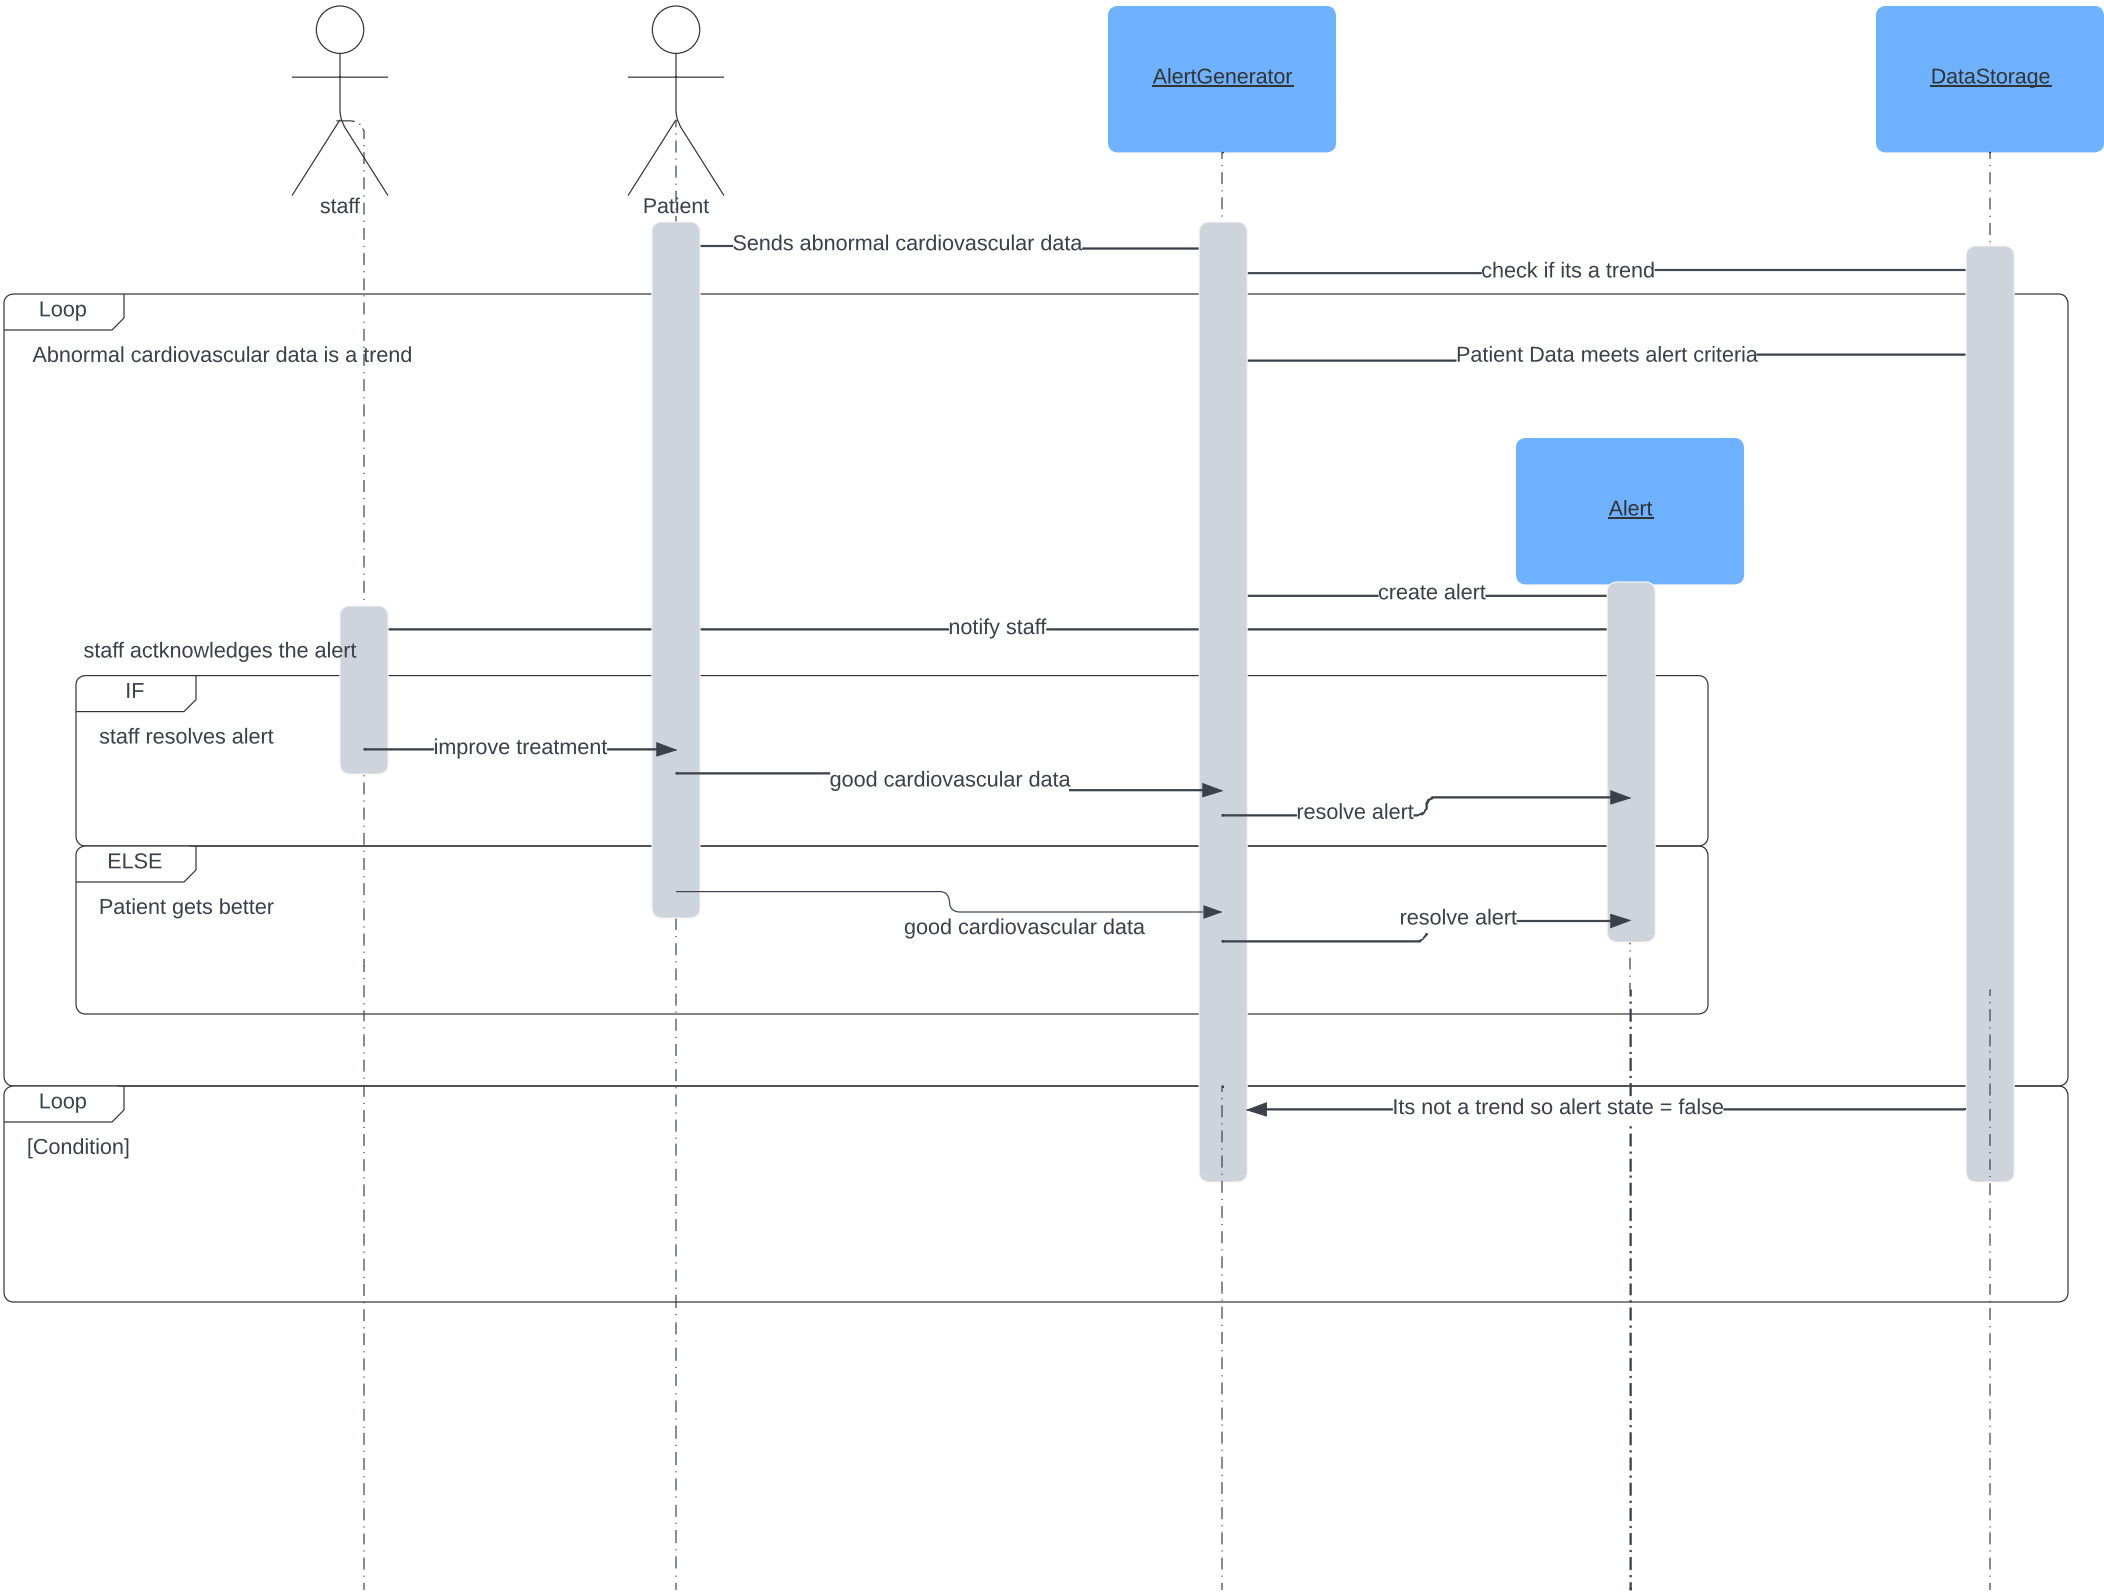 AlertGenerator
DataStorage
staff
Patient
Sends abnormal cardiovascular data
check if its a trend
Loop
Abnormal cardiovascular data is a trend
Patient Data meets alert criteria
Alert
create alert
notify staff
staff actknowledges the alert
IF
staff resolves alert
improve treatment
good cardiovascular data
resolve alert
ELSE
Patient gets better
good cardiovascular data
resolve alert
Loop
Its not a trend so alert state = false
[Condition]